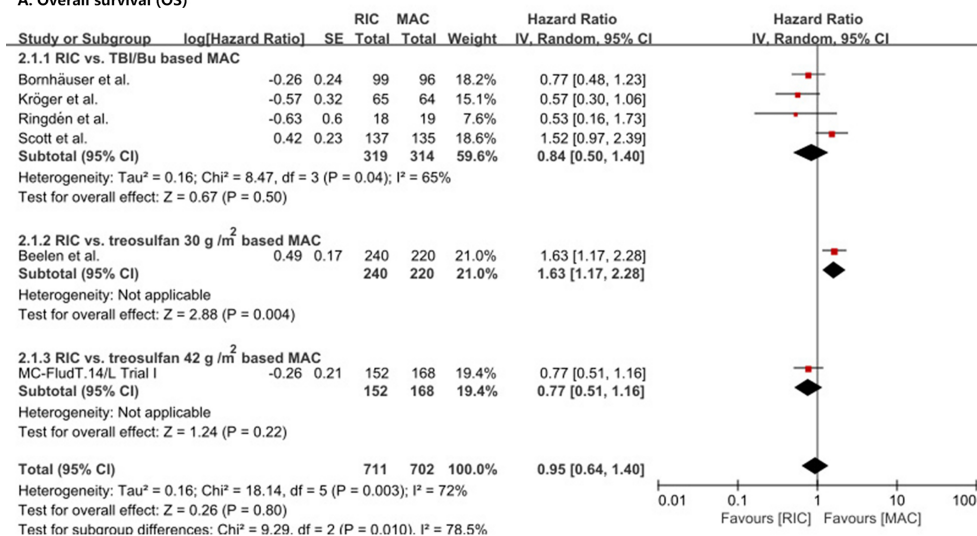 A. Overall survival (OS)
RIC MAC Hazard Ratio Hazard Ratio
Study or Subgroup log[Hazard Ratio] SE Total Total Weight IV, Random, 95% CI IV, Random, 95% CI
2.1.1 RIC vs. TBI/Bu based MAC
Bornhäuser et al. -0.26 0.24 99 96 18.2% 0.77 [0.48, 1.23]
Kröger et al. -0.57 0.32 65 64 15.1% 0.57 [0.30, 1.06]
Ringdén et al. -0.63 0.6 18 19 7.6% 0.53 [0.16, 1.73]
Scott et al. 0.42 0.23 137 135 18.6% 1.52 [0.97, 2.39]
Subtotal (95% CI) 319 314 59.6% 0.84 [0.50, 1.40]
Heterogeneity: Tau² = 0.16; Chi² = 8.47, df = 3 (P = 0.04); I² = 65%
Test for overall effect: Z = 0.67 (P = 0.50)
2.1.2 RIC vs. treosulfan 30 g /m² based MAC
Beelen et al. 0.49 0.17 240 220 21.0% 1.63 [1.17, 2.28]
Subtotal (95% CI) 240 220 21.0% 1.63 [1.17, 2.28]
Heterogeneity: Not applicable
Test for overall effect: Z = 2.88 (P = 0.004)
2.1.3 RIC vs. treosulfan 42 g /m² based MAC
MC-FludT.14/L Trial I -0.26 0.21 152 168 19.4% 0.77 [0.51, 1.16]
Subtotal (95% CI) 152 168 19.4% 0.77 [0.51, 1.16]
Heterogeneity: Not applicable
Test for overall effect: Z = 1.24 (P = 0.22)
Total (95% CI) 711 702 100.0% 0.95 [0.64, 1.40]
Heterogeneity: Tau² = 0.16; Chi² = 18.14, df = 5 (P = 0.003); I² = 72%
Test for overall effect: Z = 0.26 (P = 0.80)
Test for subgroup differences: Chi² = 9.29, df = 2 (P = 0.010), I² = 78.5%
0.01 0.1 1 10 100
Favours [RIC] Favours [MAC]